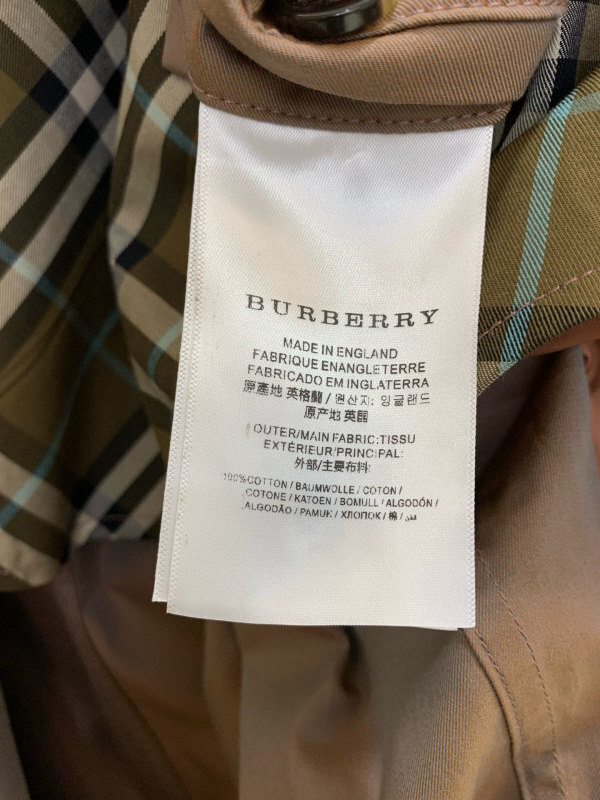 BURBERRY
MADE IN ENGLAND
FABRIQUE ENANGLETERRE
FABRICADO EM INGLATERRA
原產地 英格蘭 / 원산지: 잉글랜드
原产地 英国
OUTER/MAIN FABRIC:TISSU
EXTÉRIEUR/PRINCIPAL:
外部/主要布料:
100%COTTON / BAUMWOLLE / COTON /
COTONE / KATOEN / BOMULL / ALGODÓN /
ALGODÃO / PAMUK / ХЛОПОК / 棉 / قطن